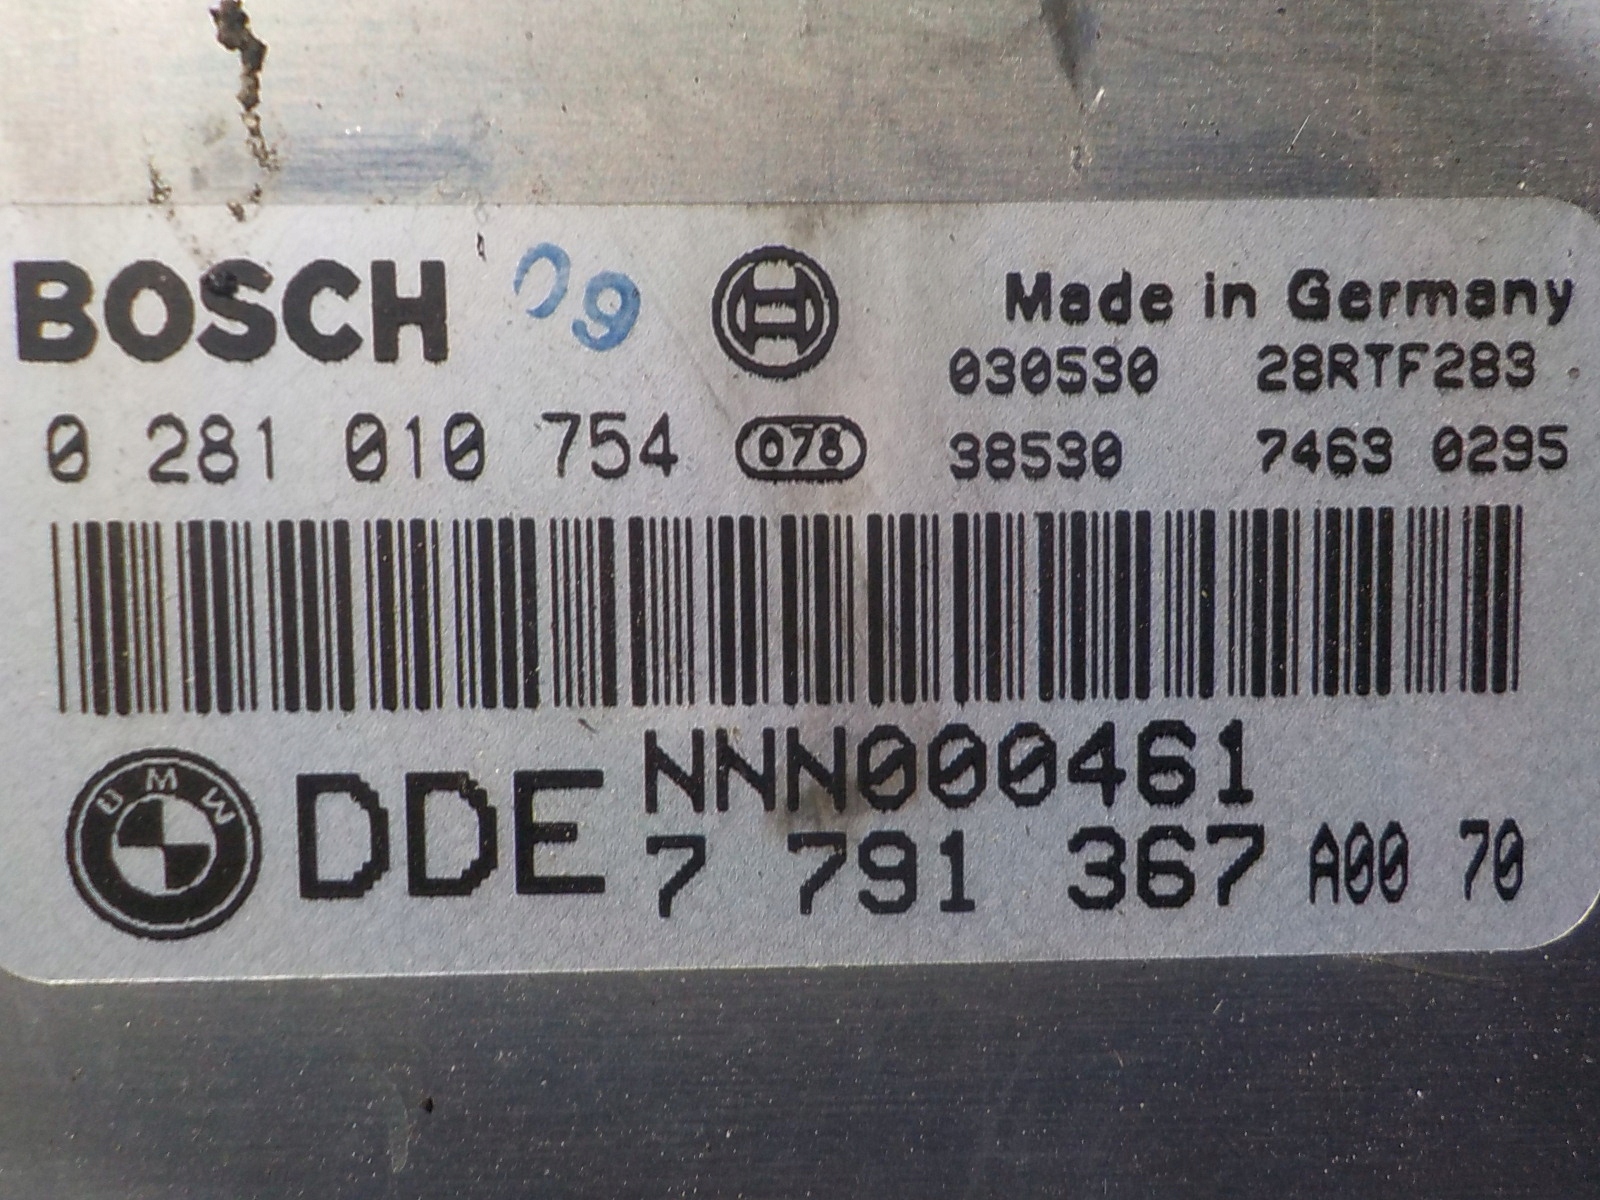 BOSCH 09 Made in Germany
030530 28RTF283
0 281 010 754 078 38530 7463 0295
BMW DDE NNN000461
7 791 367 A00 70